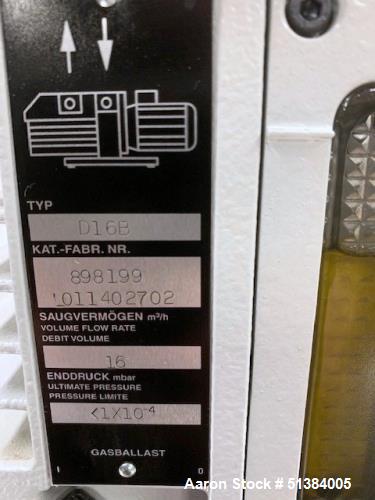 TYP
D16B
KAT.-FABR. NR.
898199
L011402702
SAUGVERMÖGEN m³/h
VOLUME FLOW RATE
DEBIT VOLUME
16
ENDDRUCK mbar
ULTIMATE PRESSURE
PRESSURE LIMITE
<1X10⁻⁴
GASBALLAST
I O
Aaron Stock # 51384005